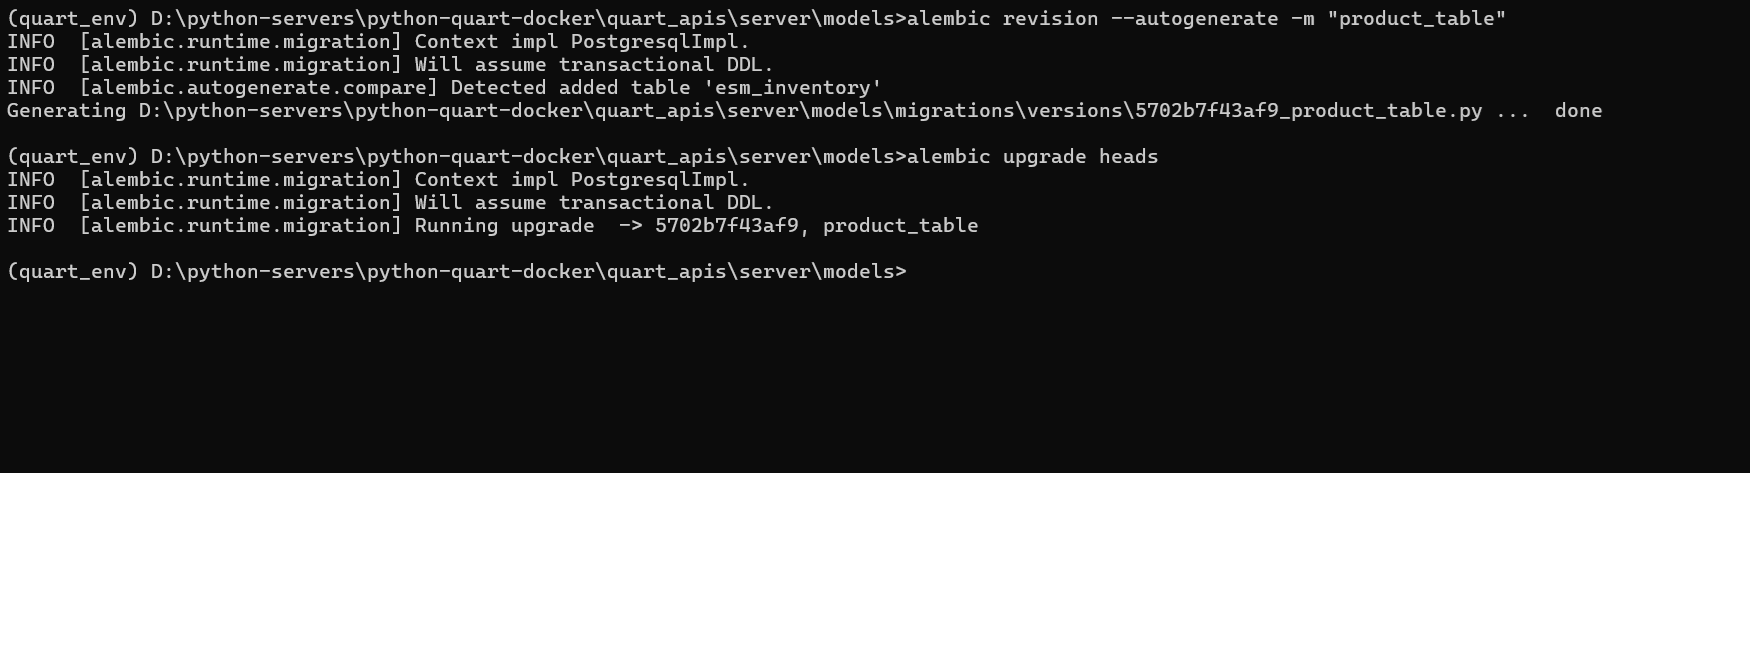 (quart_env) D:\python-servers\python-quart-docker\quart_apis\server\models>alembic revision --autogenerate -m "product_table"
INFO  [alembic.runtime.migration] Context impl PostgresqlImpl.
INFO  [alembic.runtime.migration] Will assume transactional DDL.
INFO  [alembic.autogenerate.compare] Detected added table 'esm_inventory'
Generating D:\python-servers\python-quart-docker\quart_apis\server\models\migrations\versions\5702b7f43af9_product_table.py ...  done
(quart_env) D:\python-servers\python-quart-docker\quart_apis\server\models>alembic upgrade heads
INFO  [alembic.runtime.migration] Context impl PostgresqlImpl.
INFO  [alembic.runtime.migration] Will assume transactional DDL.
INFO  [alembic.runtime.migration] Running upgrade  -> 5702b7f43af9, product_table
(quart_env) D:\python-servers\python-quart-docker\quart_apis\server\models>